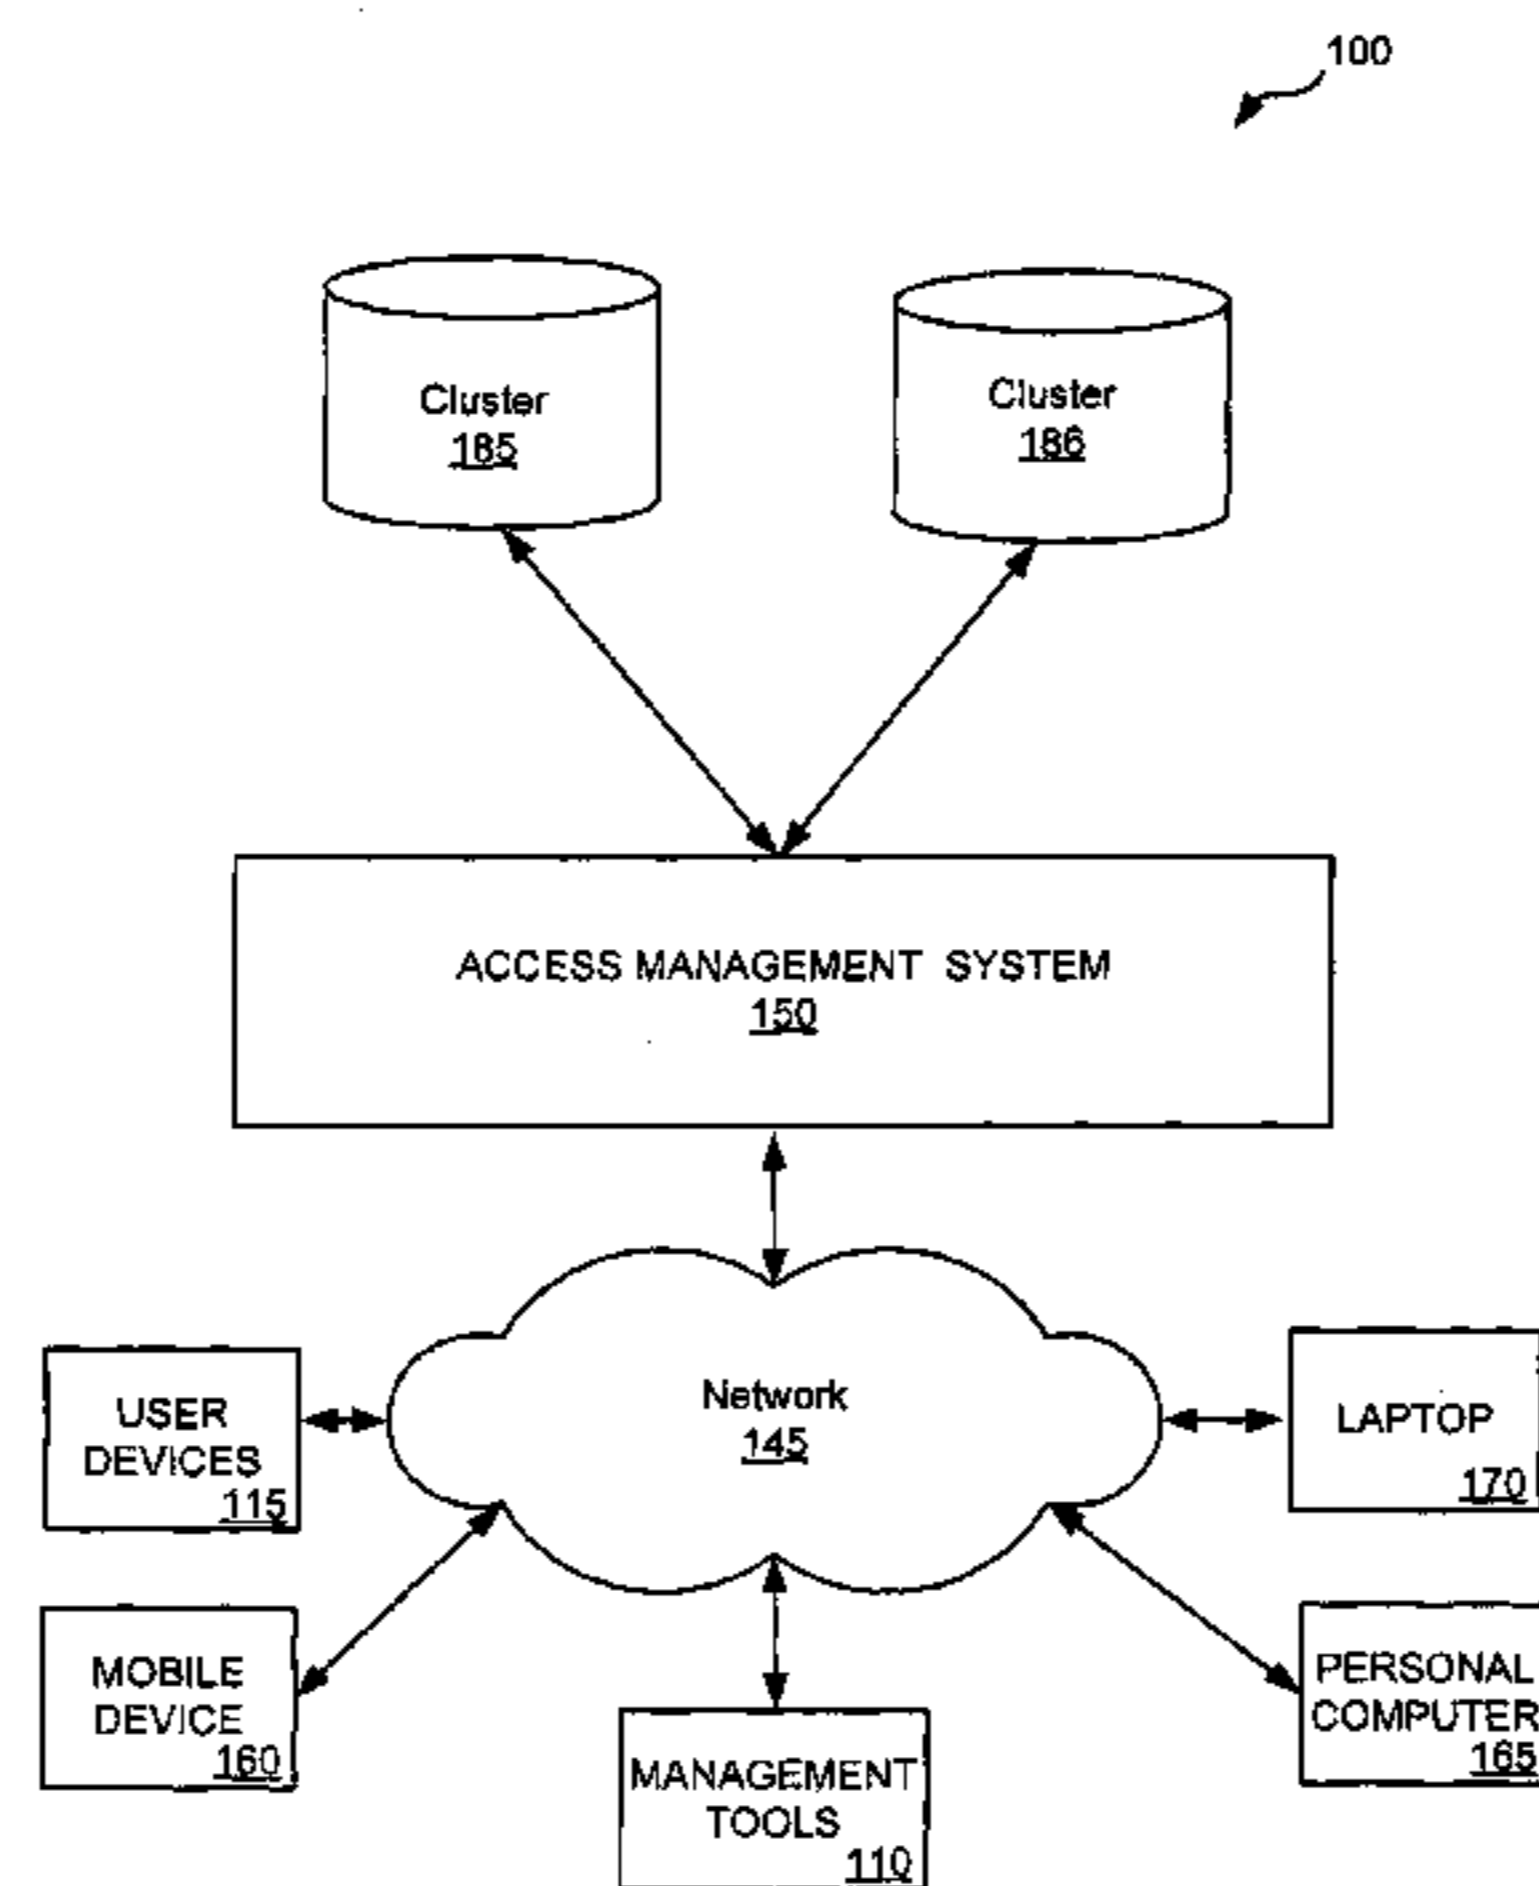 100
Cluster
185
Cluster
186
ACCESS MANAGEMENT SYSTEM
150
Network
145
USER
DEVICES
115
LAPTOP
170
MOBILE
DEVICE
160
PERSONAL
COMPUTER
165
MANAGEMENT
TOOLS
110